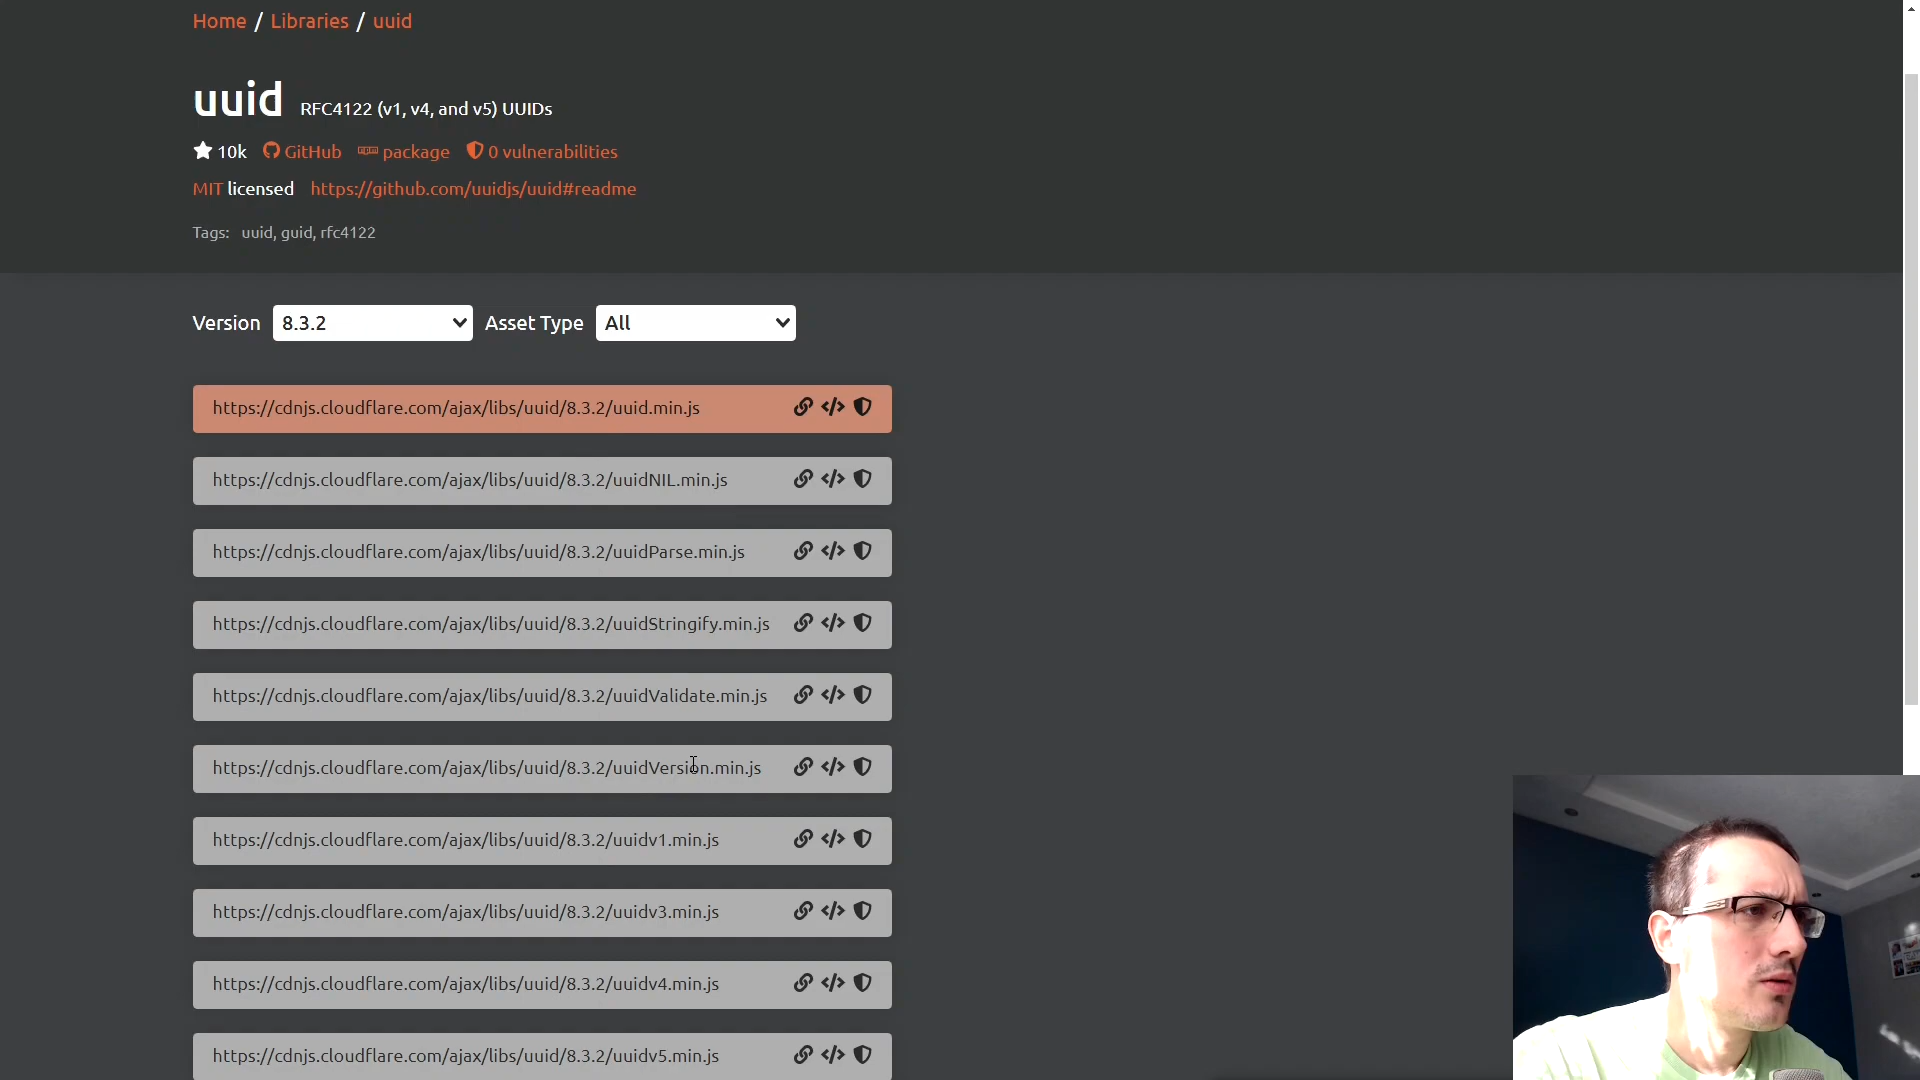 Home / Libraries / uuid
uuid RFC4122 (v1, v4, and v5) UUIDs
10k GitHub package 0 vulnerabilities
MIT licensed https://github.com/uuidjs/uuid#readme
Tags: uuid, guid, rfc4122
Version 8.3.2 Asset Type All
https://cdnjs.cloudflare.com/ajax/libs/uuid/8.3.2/uuid.min.js
https://cdnjs.cloudflare.com/ajax/libs/uuid/8.3.2/uuidNIL.min.js
https://cdnjs.cloudflare.com/ajax/libs/uuid/8.3.2/uuidParse.min.js
https://cdnjs.cloudflare.com/ajax/libs/uuid/8.3.2/uuidStringify.min.js
https://cdnjs.cloudflare.com/ajax/libs/uuid/8.3.2/uuidValidate.min.js
https://cdnjs.cloudflare.com/ajax/libs/uuid/8.3.2/uuidVersion.min.js
https://cdnjs.cloudflare.com/ajax/libs/uuid/8.3.2/uuidv1.min.js
https://cdnjs.cloudflare.com/ajax/libs/uuid/8.3.2/uuidv3.min.js
https://cdnjs.cloudflare.com/ajax/libs/uuid/8.3.2/uuidv4.min.js
https://cdnjs.cloudflare.com/ajax/libs/uuid/8.3.2/uuidv5.min.js